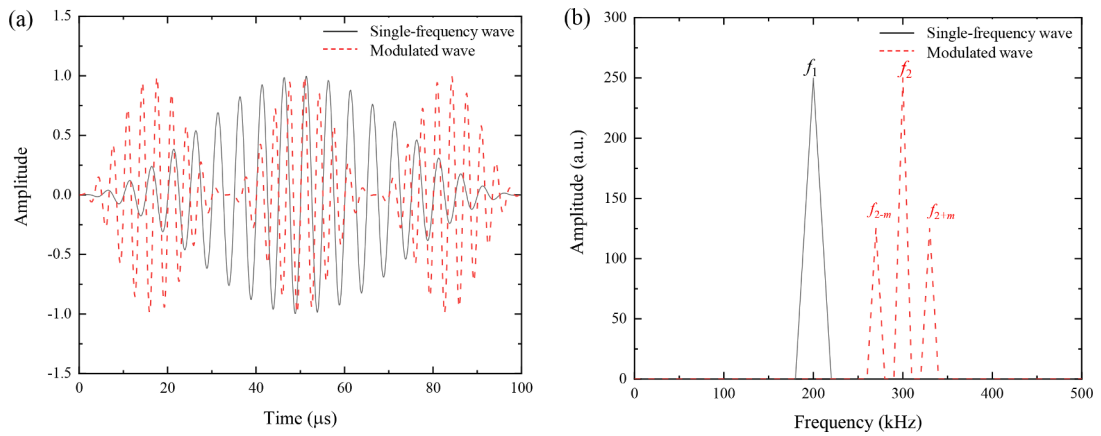 (a)
1.5
1.0
0.5
0.0
-0.5
-1.0
-1.5
Amplitude
Single-frequency wave
Modulated wave
0
20
40
60
80
100
Time (μs)
(b)
300
250
200
150
100
50
0
Amplitude (a.u.)
Single-frequency wave
Modulated wave
f1
f2
f2-m
f2+m
0
100
200
300
400
500
Frequency (kHz)